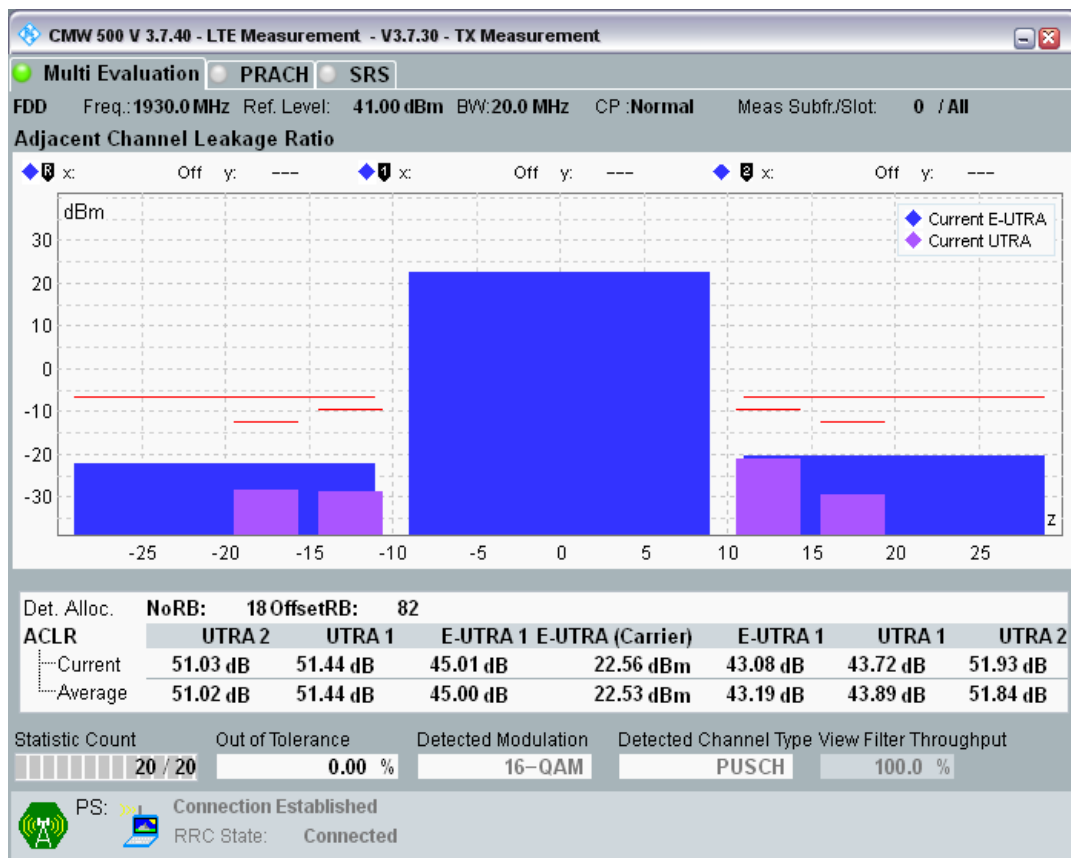 CMW 500 V 3.7.40 - LTE Measurement - V3.7.30 - TX Measurement
Multi Evaluation PRACH SRS
FDD Freq.:1930.0 MHz Ref. Level: 41.00 dBm BW:20.0 MHz CP :Normal Meas Subfr./Slot: 0 / All
Adjacent Channel Leakage Ratio
R x: Off y: --- 1 x: Off y: --- 2 x: Off y: ---
dBm
Current E-UTRA
Current UTRA
30
20
10
0
-10
-20
-30
z
-25 -20 -15 -10 -5 0 5 10 15 20 25
Det. Alloc. NoRB: 18 OffsetRB: 82
ACLR UTRA 2 UTRA 1 E-UTRA 1 E-UTRA (Carrier) E-UTRA 1 UTRA 1 UTRA 2
Current 51.03 dB 51.44 dB 45.01 dB 22.56 dBm 43.08 dB 43.72 dB 51.93 dB
Average 51.02 dB 51.44 dB 45.00 dB 22.53 dBm 43.19 dB 43.89 dB 51.84 dB
Statistic Count Out of Tolerance Detected Modulation Detected Channel Type View Filter Throughput
20 / 20 0.00 % 16-QAM PUSCH 100.0 %
PS: Connection Established
RRC State: Connected